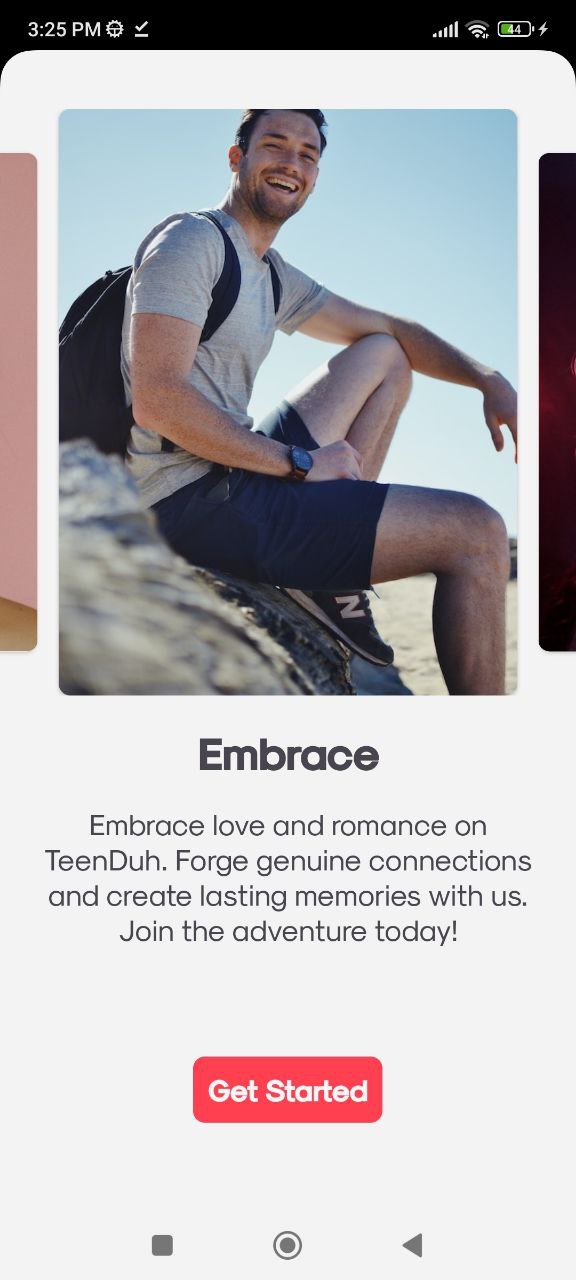 3:25 PM
44
N
Embrace
Embrace love and romance on
TeenDuh. Forge genuine connections
and create lasting memories with us.
Join the adventure today!
Get Started